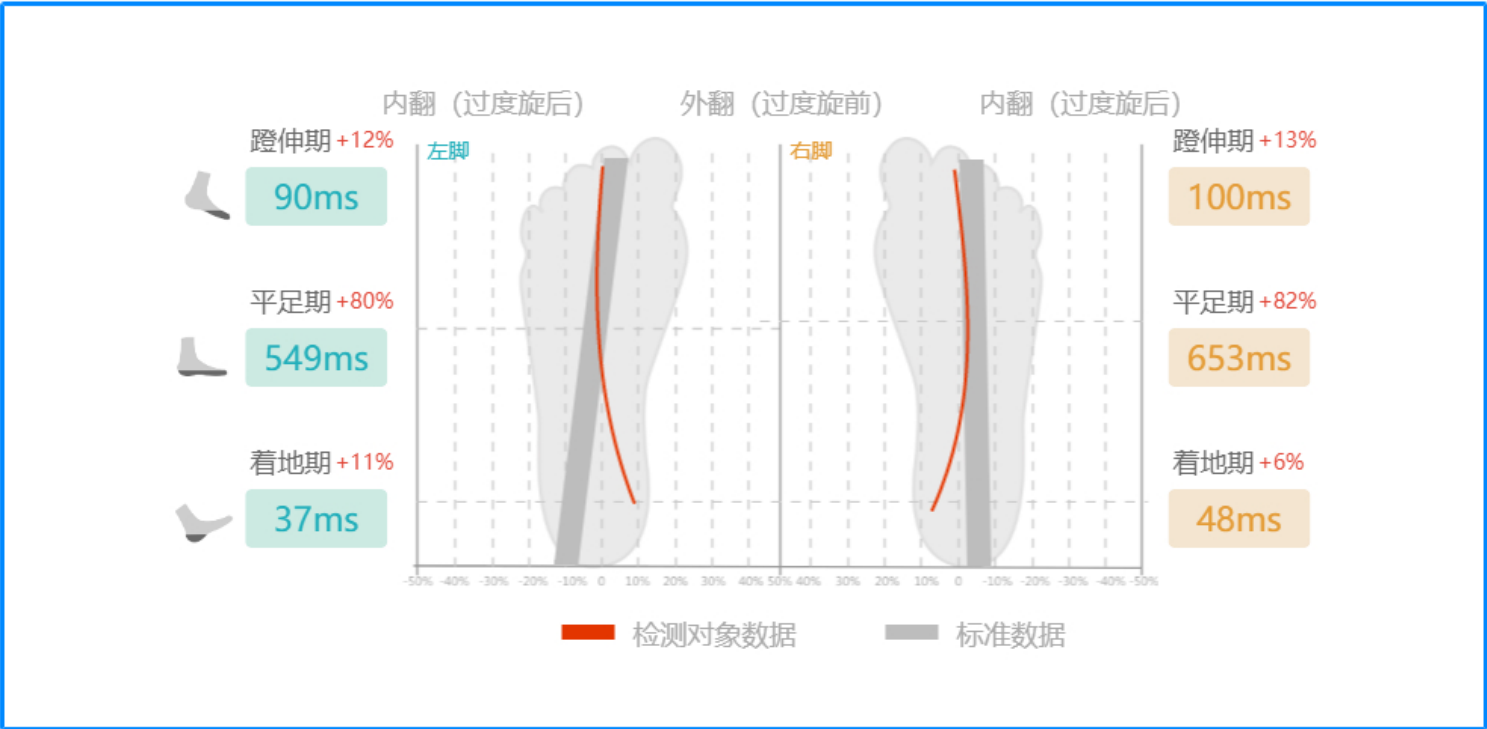 内翻（过度旋后） 外翻（过度旋前） 内翻（过度旋后）
蹬伸期 +12% 左脚 右脚 蹬伸期 +13%
90ms 100ms
平足期 +80% 平足期 +82%
549ms 653ms
着地期 +11% 着地期 +6%
37ms 48ms
-50% -40% -30% -20% -10% 0 10% 20% 30% 40% 50% 40% 30% 20% 10% 0 -10% -20% -30% -40% -50%
检测对象数据 标准数据